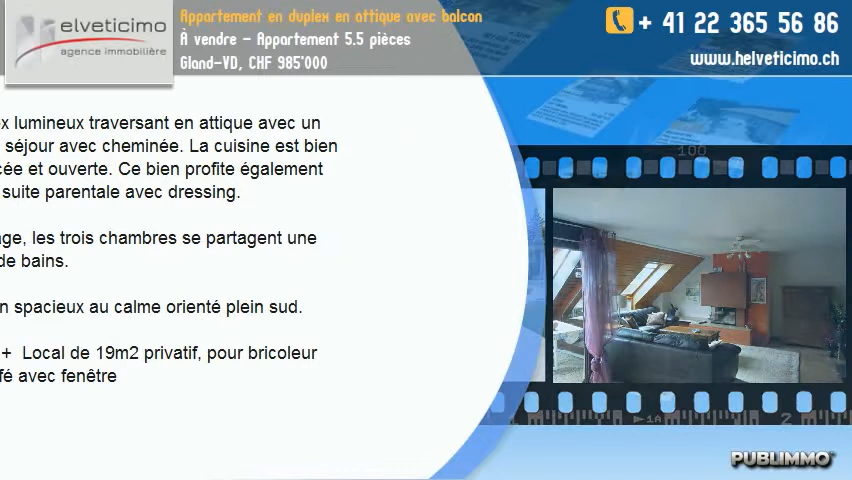 elveticimo
agence immobilière
Appartement en duplex en attique avec balcon
À vendre - Appartement 5.5 pièces
Gland-VD, CHF 985'000
+ 41 22 365 56 86
www.helveticimo.ch
x lumineux traversant en attique avec un
séjour avec cheminée. La cuisine est bien
cée et ouverte. Ce bien profite également
suite parentale avec dressing.
age, les trois chambres se partagent une
de bains.
n spacieux au calme orienté plein sud.
+ Local de 19m2 privatif, pour bricoleur
fé avec fenêtre
100
1A
2
PUBLIMMO